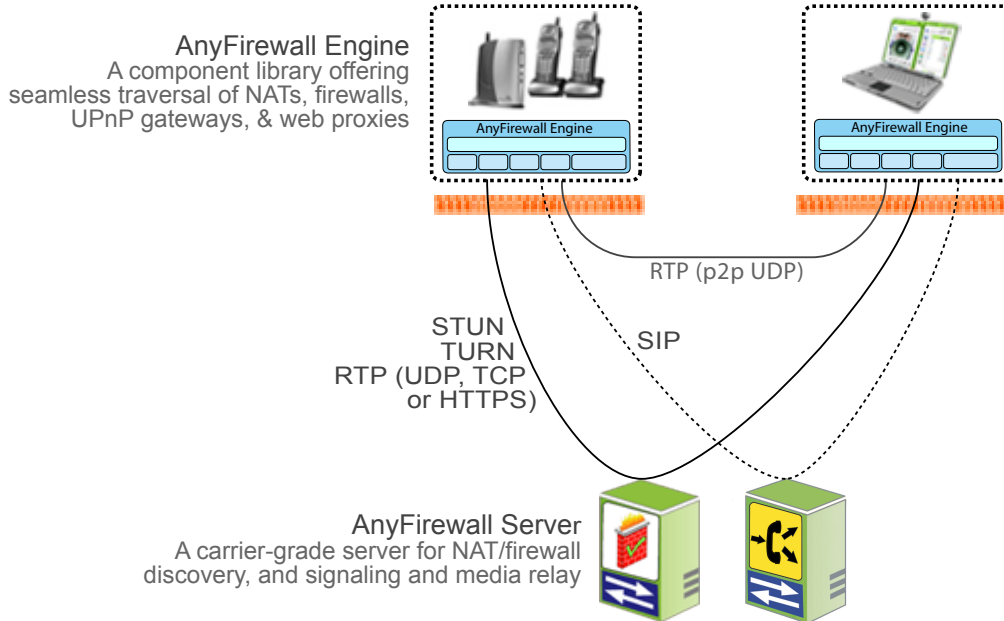 AnyFirewall Engine
A component library offering
seamless traversal of NATs, firewalls,
UPnP gateways, & web proxies
AnyFirewall Engine
AnyFirewall Engine
RTP (p2p UDP)
STUN
TURN
RTP (UDP, TCP
or HTTPS)
SIP
AnyFirewall Server
A carrier-grade server for NAT/firewall
discovery, and signaling and media relay